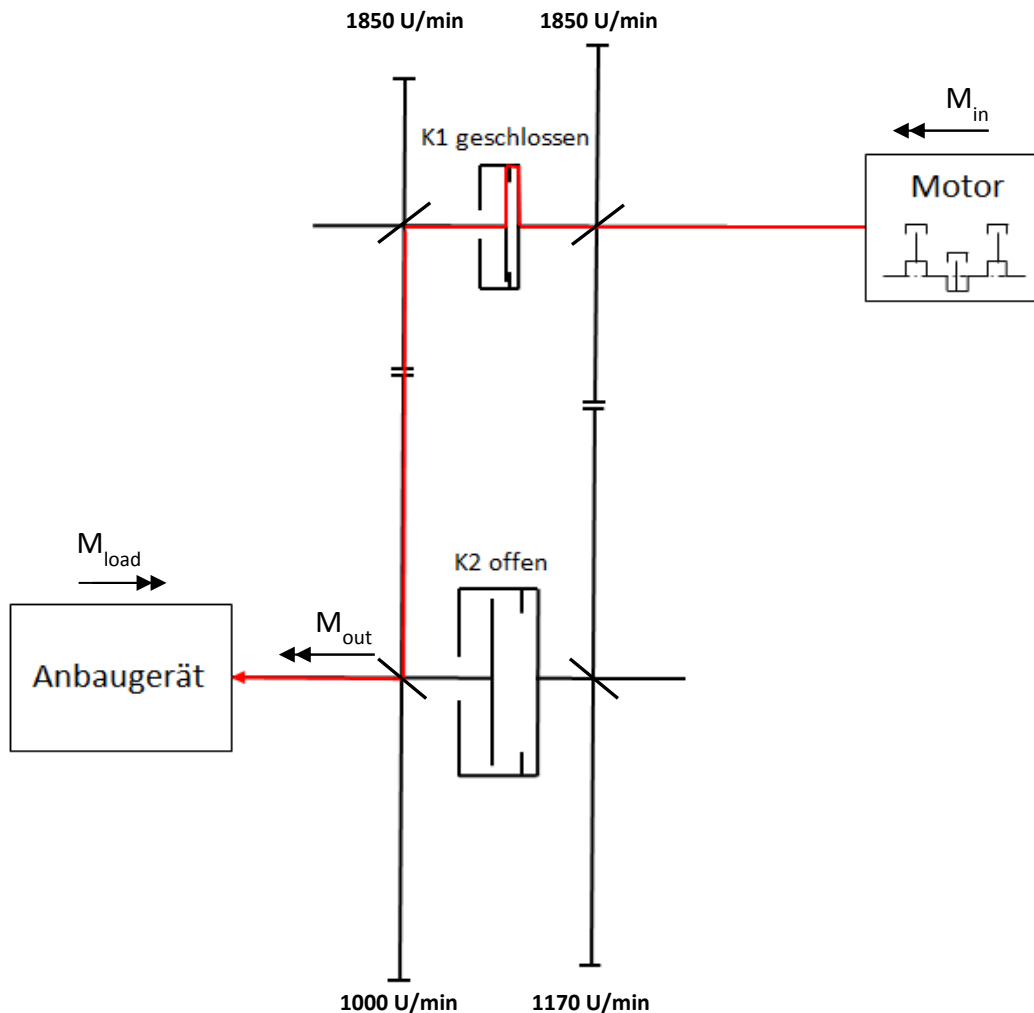 1850 U/min
1850 U/min
M_in
K1 geschlossen
Motor
M_load
K2 offen
M_out
Anbaugerät
1000 U/min
1170 U/min